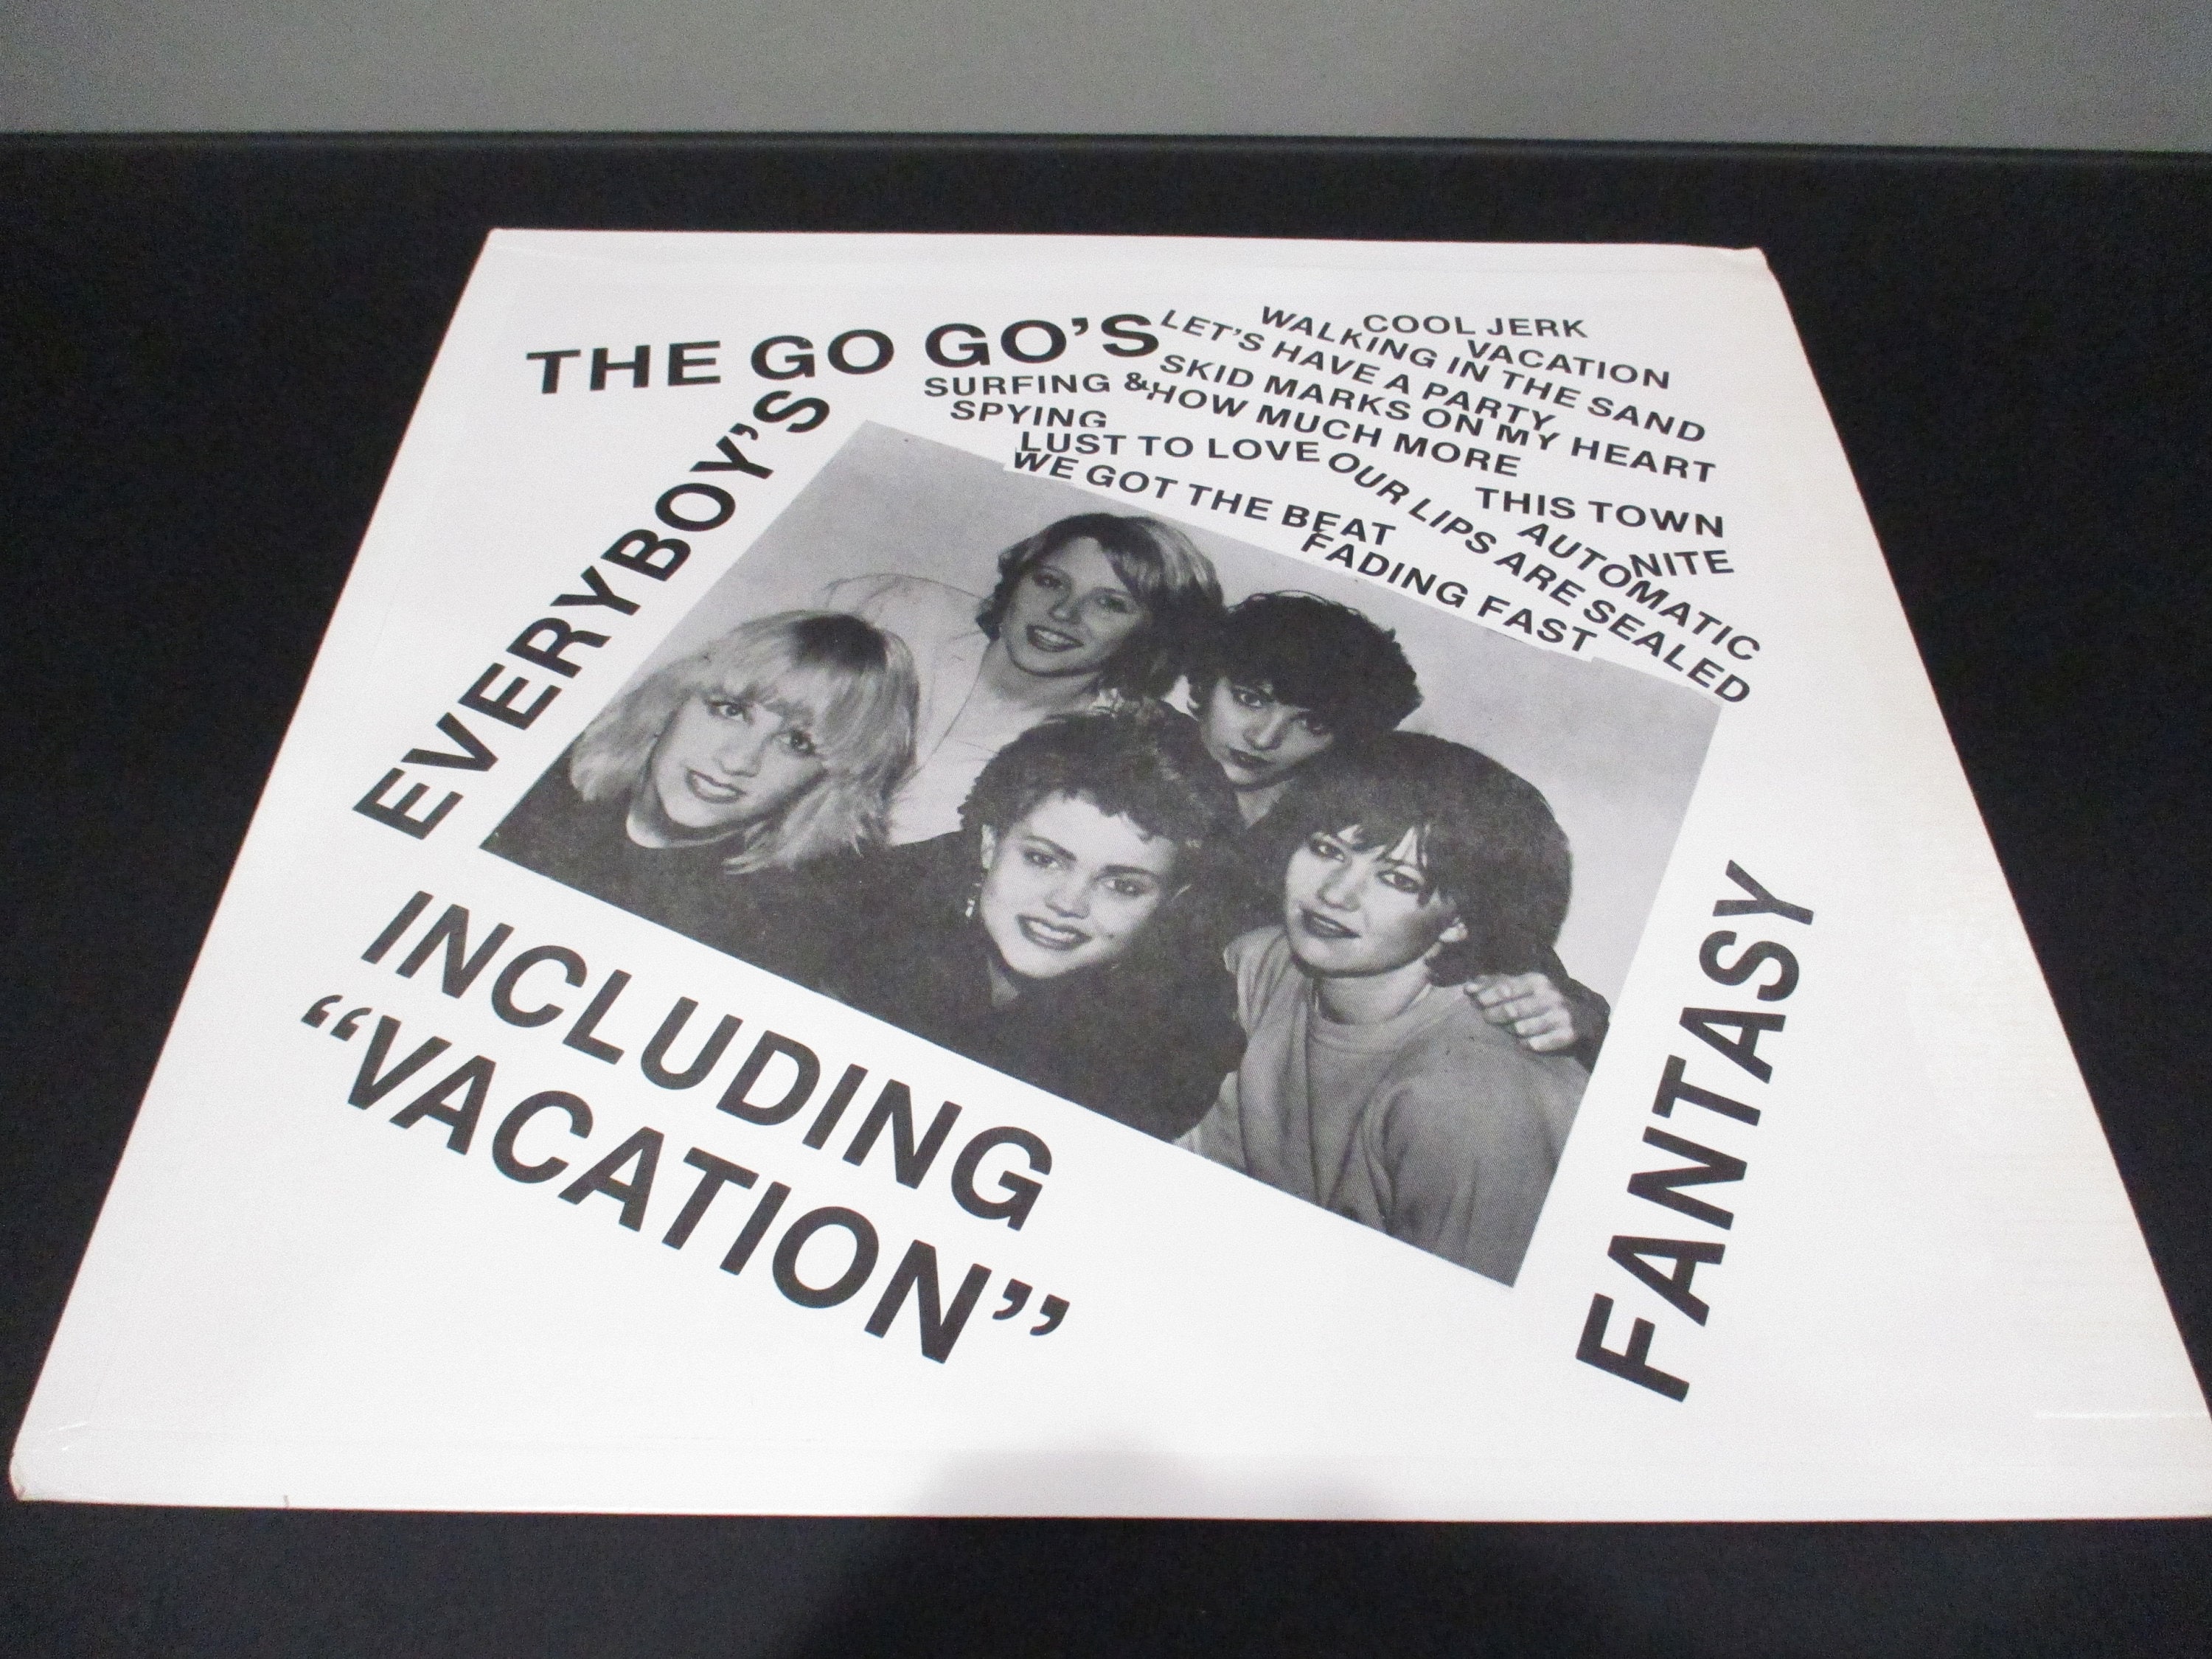 THE GO GO'S
COOL JERK
VACATION
WALKING IN THE SAND
LET'S HAVE A PARTY
SKID MARKS ON MY HEART
SURFING &
SPYING
HOW MUCH MORE
LUST TO LOVE
OUR LIPS ARE SEALED
WE GOT THE BEAT
THIS TOWN
AUTOMATIC
NITE
FADING FAST
EVERYBOY'S
FANTASY
INCLUDING
“VACATION”